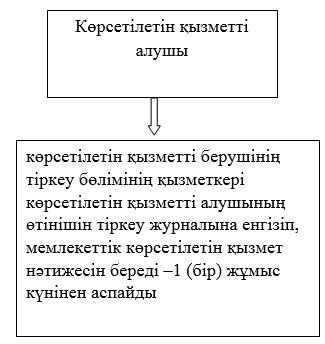 Көрсетілетін қызметті
алушы
көрсетілетін қызметті берушінің
тіркеу бөлімінің қызметкері
көрсетілетін қызметті алушының
өтінішін тіркеу журналына енгізіп,
мемлекеттік көрсетілетін қызмет
нәтижесін береді –1 (бір) жұмыс
күнінен аспайды